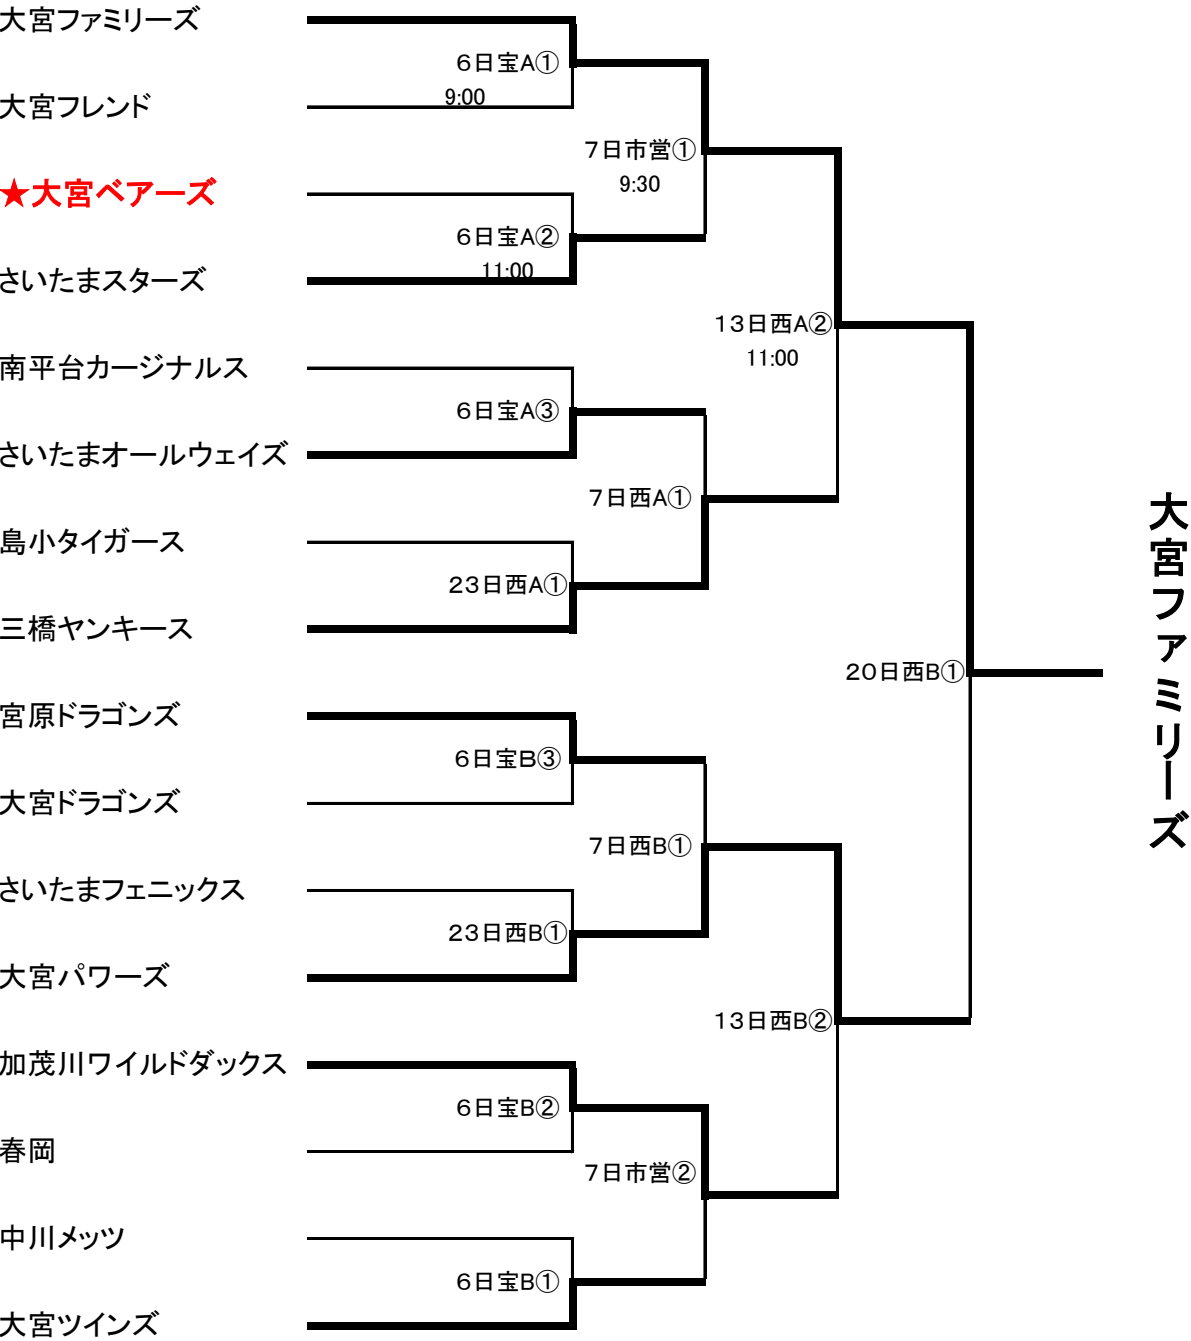 大宮ファミリーズ
6日宝A①
9:00
大宮フレンド
7日市営①
9:30
★大宮ベアーズ
6日宝A②
11:00
さいたまスターズ
13日西A②
11:00
南平台カージナルス
6日宝A③
さいたまオールウェイズ
7日西A①
島小タイガース
23日西A①
三橋ヤンキース
20日西B①
大宮ファミリーズ
宮原ドラゴンズ
6日宝B③
大宮ドラゴンズ
7日西B①
さいたまフェニックス
23日西B①
大宮パワーズ
13日西B②
加茂川ワイルドダックス
6日宝B②
春岡
7日市営②
中川メッツ
6日宝B①
大宮ツインズ